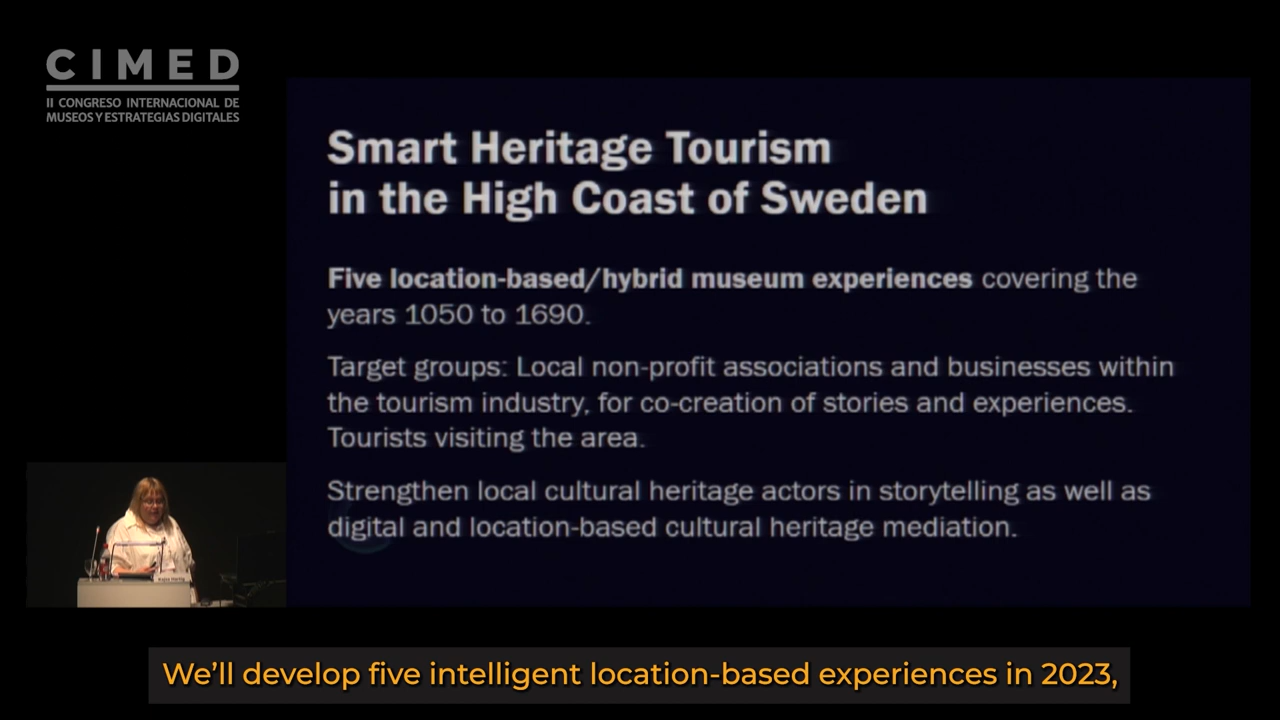 CIMED
II CONGRESO INTERNACIONAL DE
MUSEOS Y ESTRATEGIAS DIGITALES
Smart Heritage Tourism
in the High Coast of Sweden
Five location-based/hybrid museum experiences covering the
years 1050 to 1690.
Target groups: Local non-profit associations and businesses within
the tourism industry, for co-creation of stories and experiences.
Tourists visiting the area.
Strengthen local cultural heritage actors in storytelling as well as
digital and location-based cultural heritage mediation.
We’ll develop five intelligent location-based experiences in 2023,